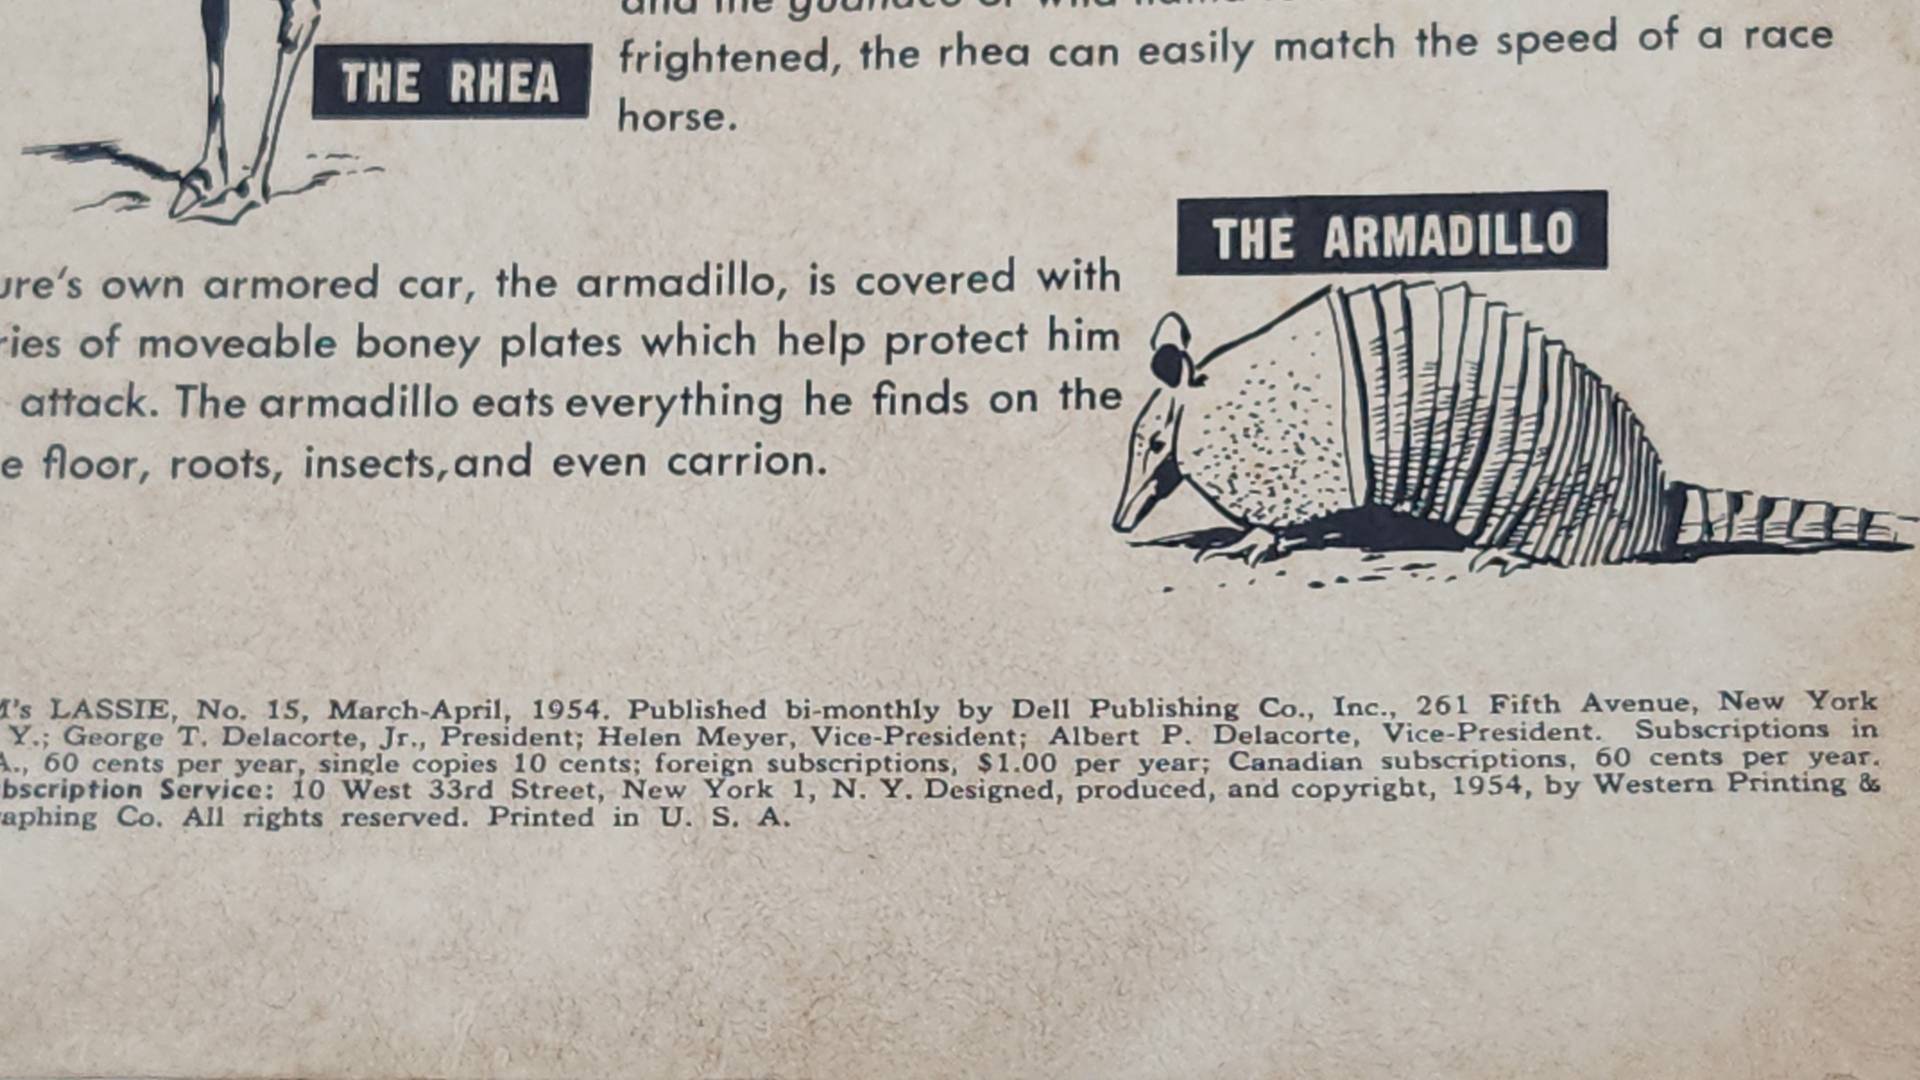 THE RHEA
frightened, the rhea can easily match the speed of a race
horse.
THE ARMADILLO
ure's own armored car, the armadillo, is covered with
ries of moveable boney plates which help protect him
attack. The armadillo eats everything he finds on the
e floor, roots, insects, and even carrion.
M's LASSIE, No. 15, March-April, 1954. Published bi-monthly by Dell Publishing Co., Inc., 261 Fifth Avenue, New York
Y.; George T. Delacorte, Jr., President; Helen Meyer, Vice-President; Albert P. Delacorte, Vice-President. Subscriptions in
A., 60 cents per year, single copies 10 cents; foreign subscriptions, $1.00 per year; Canadian subscriptions, 60 cents per year.
bscription Service: 10 West 33rd Street, New York 1, N. Y. Designed, produced, and copyright, 1954, by Western Printing &
aphing Co. All rights reserved. Printed in U. S. A.